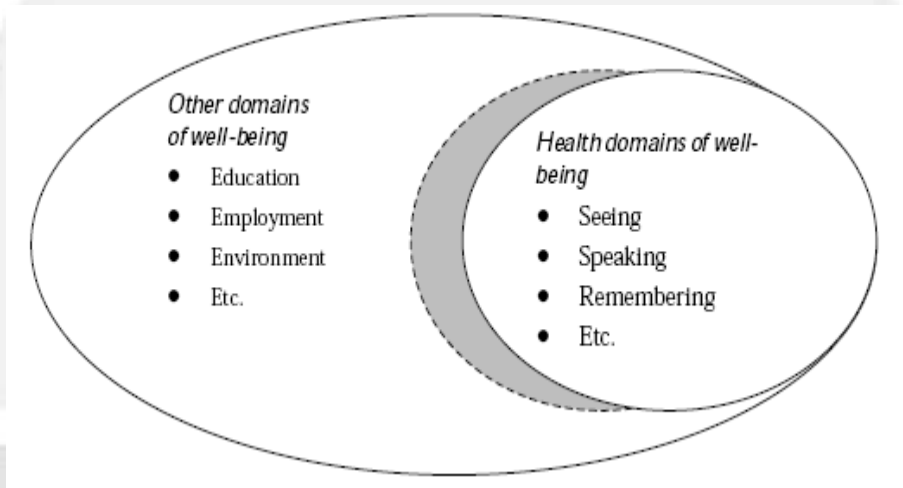 Other domains
of well-being
• Education
• Employment
• Environment
• Etc.
Health domains of well-
being
• Seeing
• Speaking
• Remembering
• Etc.